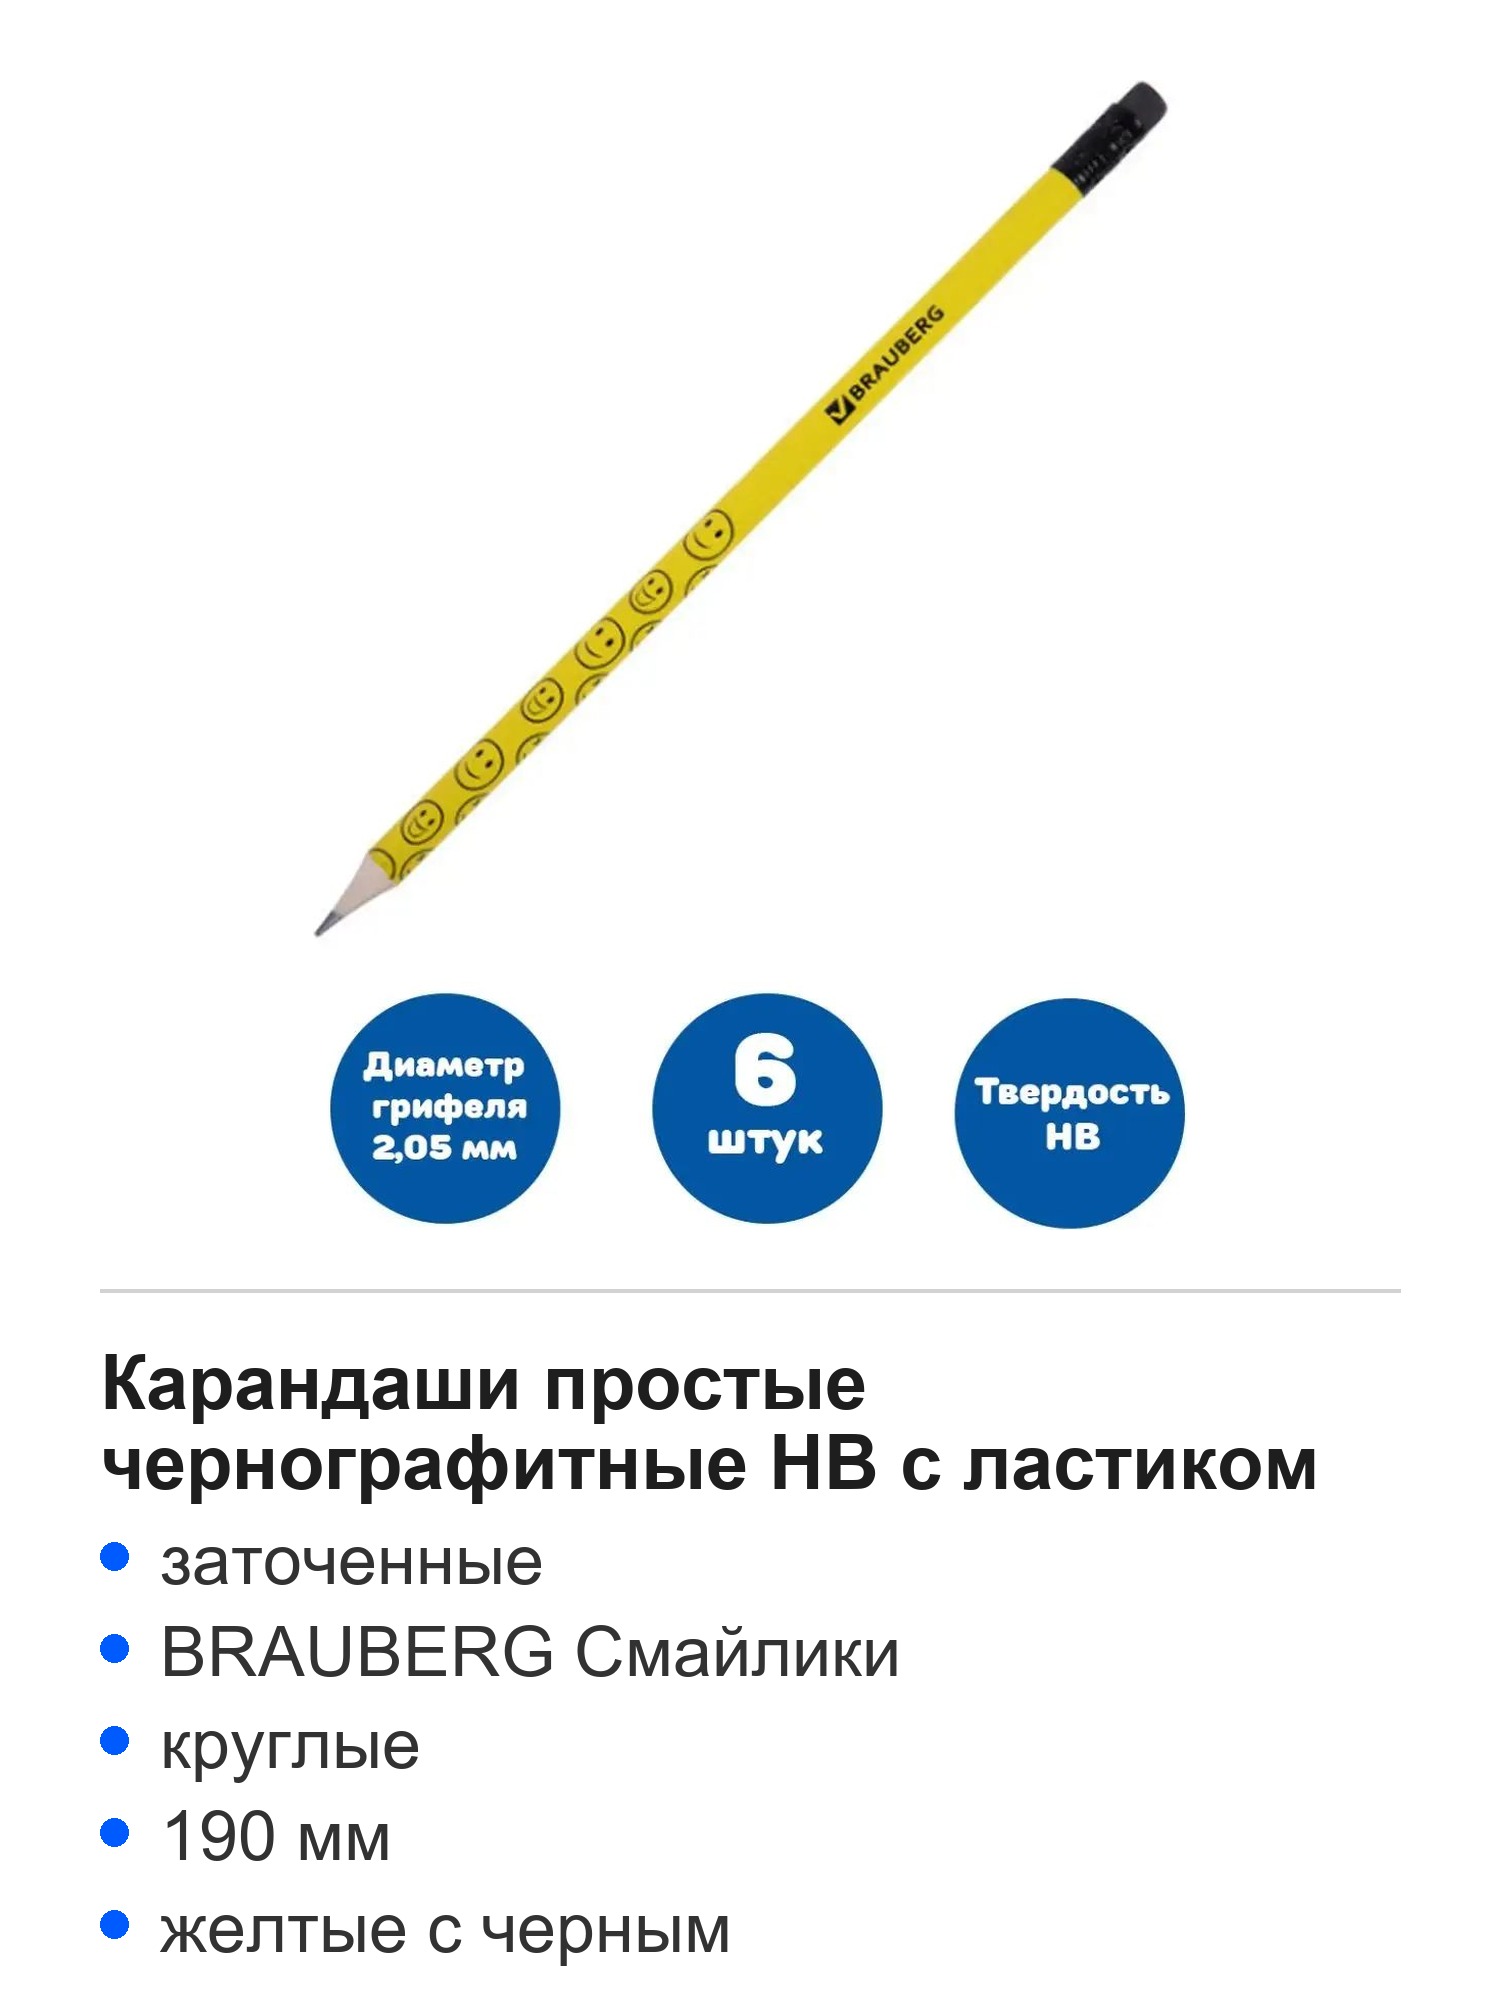 BRAUBERG
Диаметр
грифеля
2,05 мм
6
штук
Твердость
HB
Карандаши простые
чернографитные HB с ластиком
заточенные
BRAUBERG Смайлики
круглые
190 мм
желтые с черным